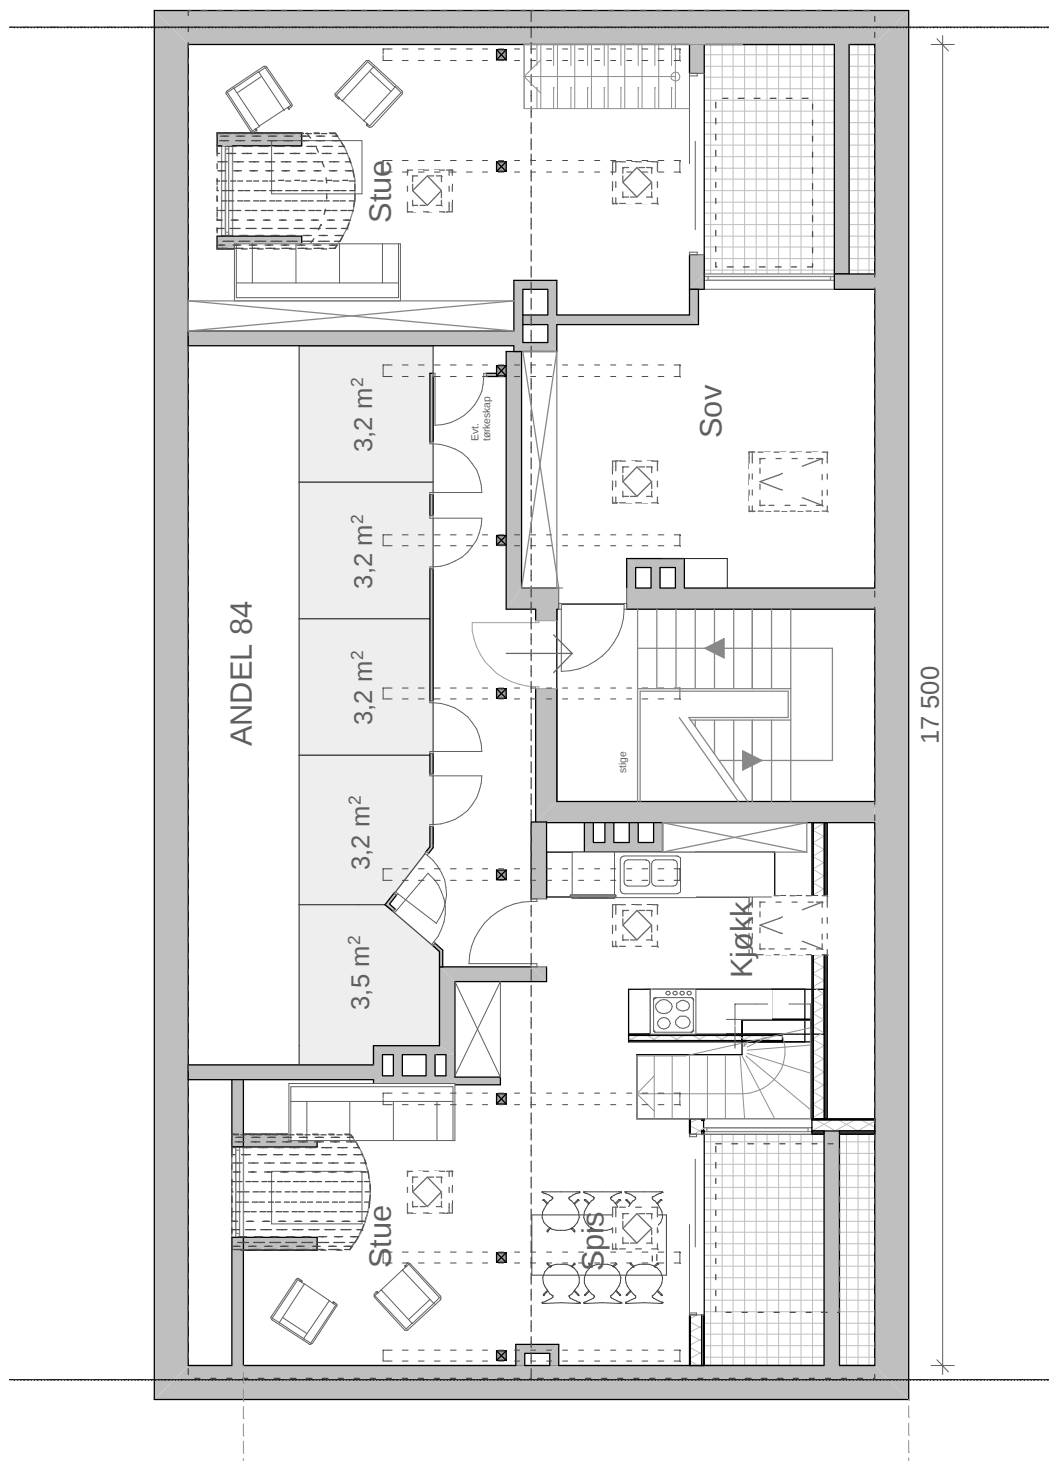 Stue
Sov
3,2 m²
Evt.
tørkeskap
3,2 m²
ANDEL 84
3,2 m²
17 500
stige
3,2 m²
Kjøkk
3,5 m²
Stue
Spis